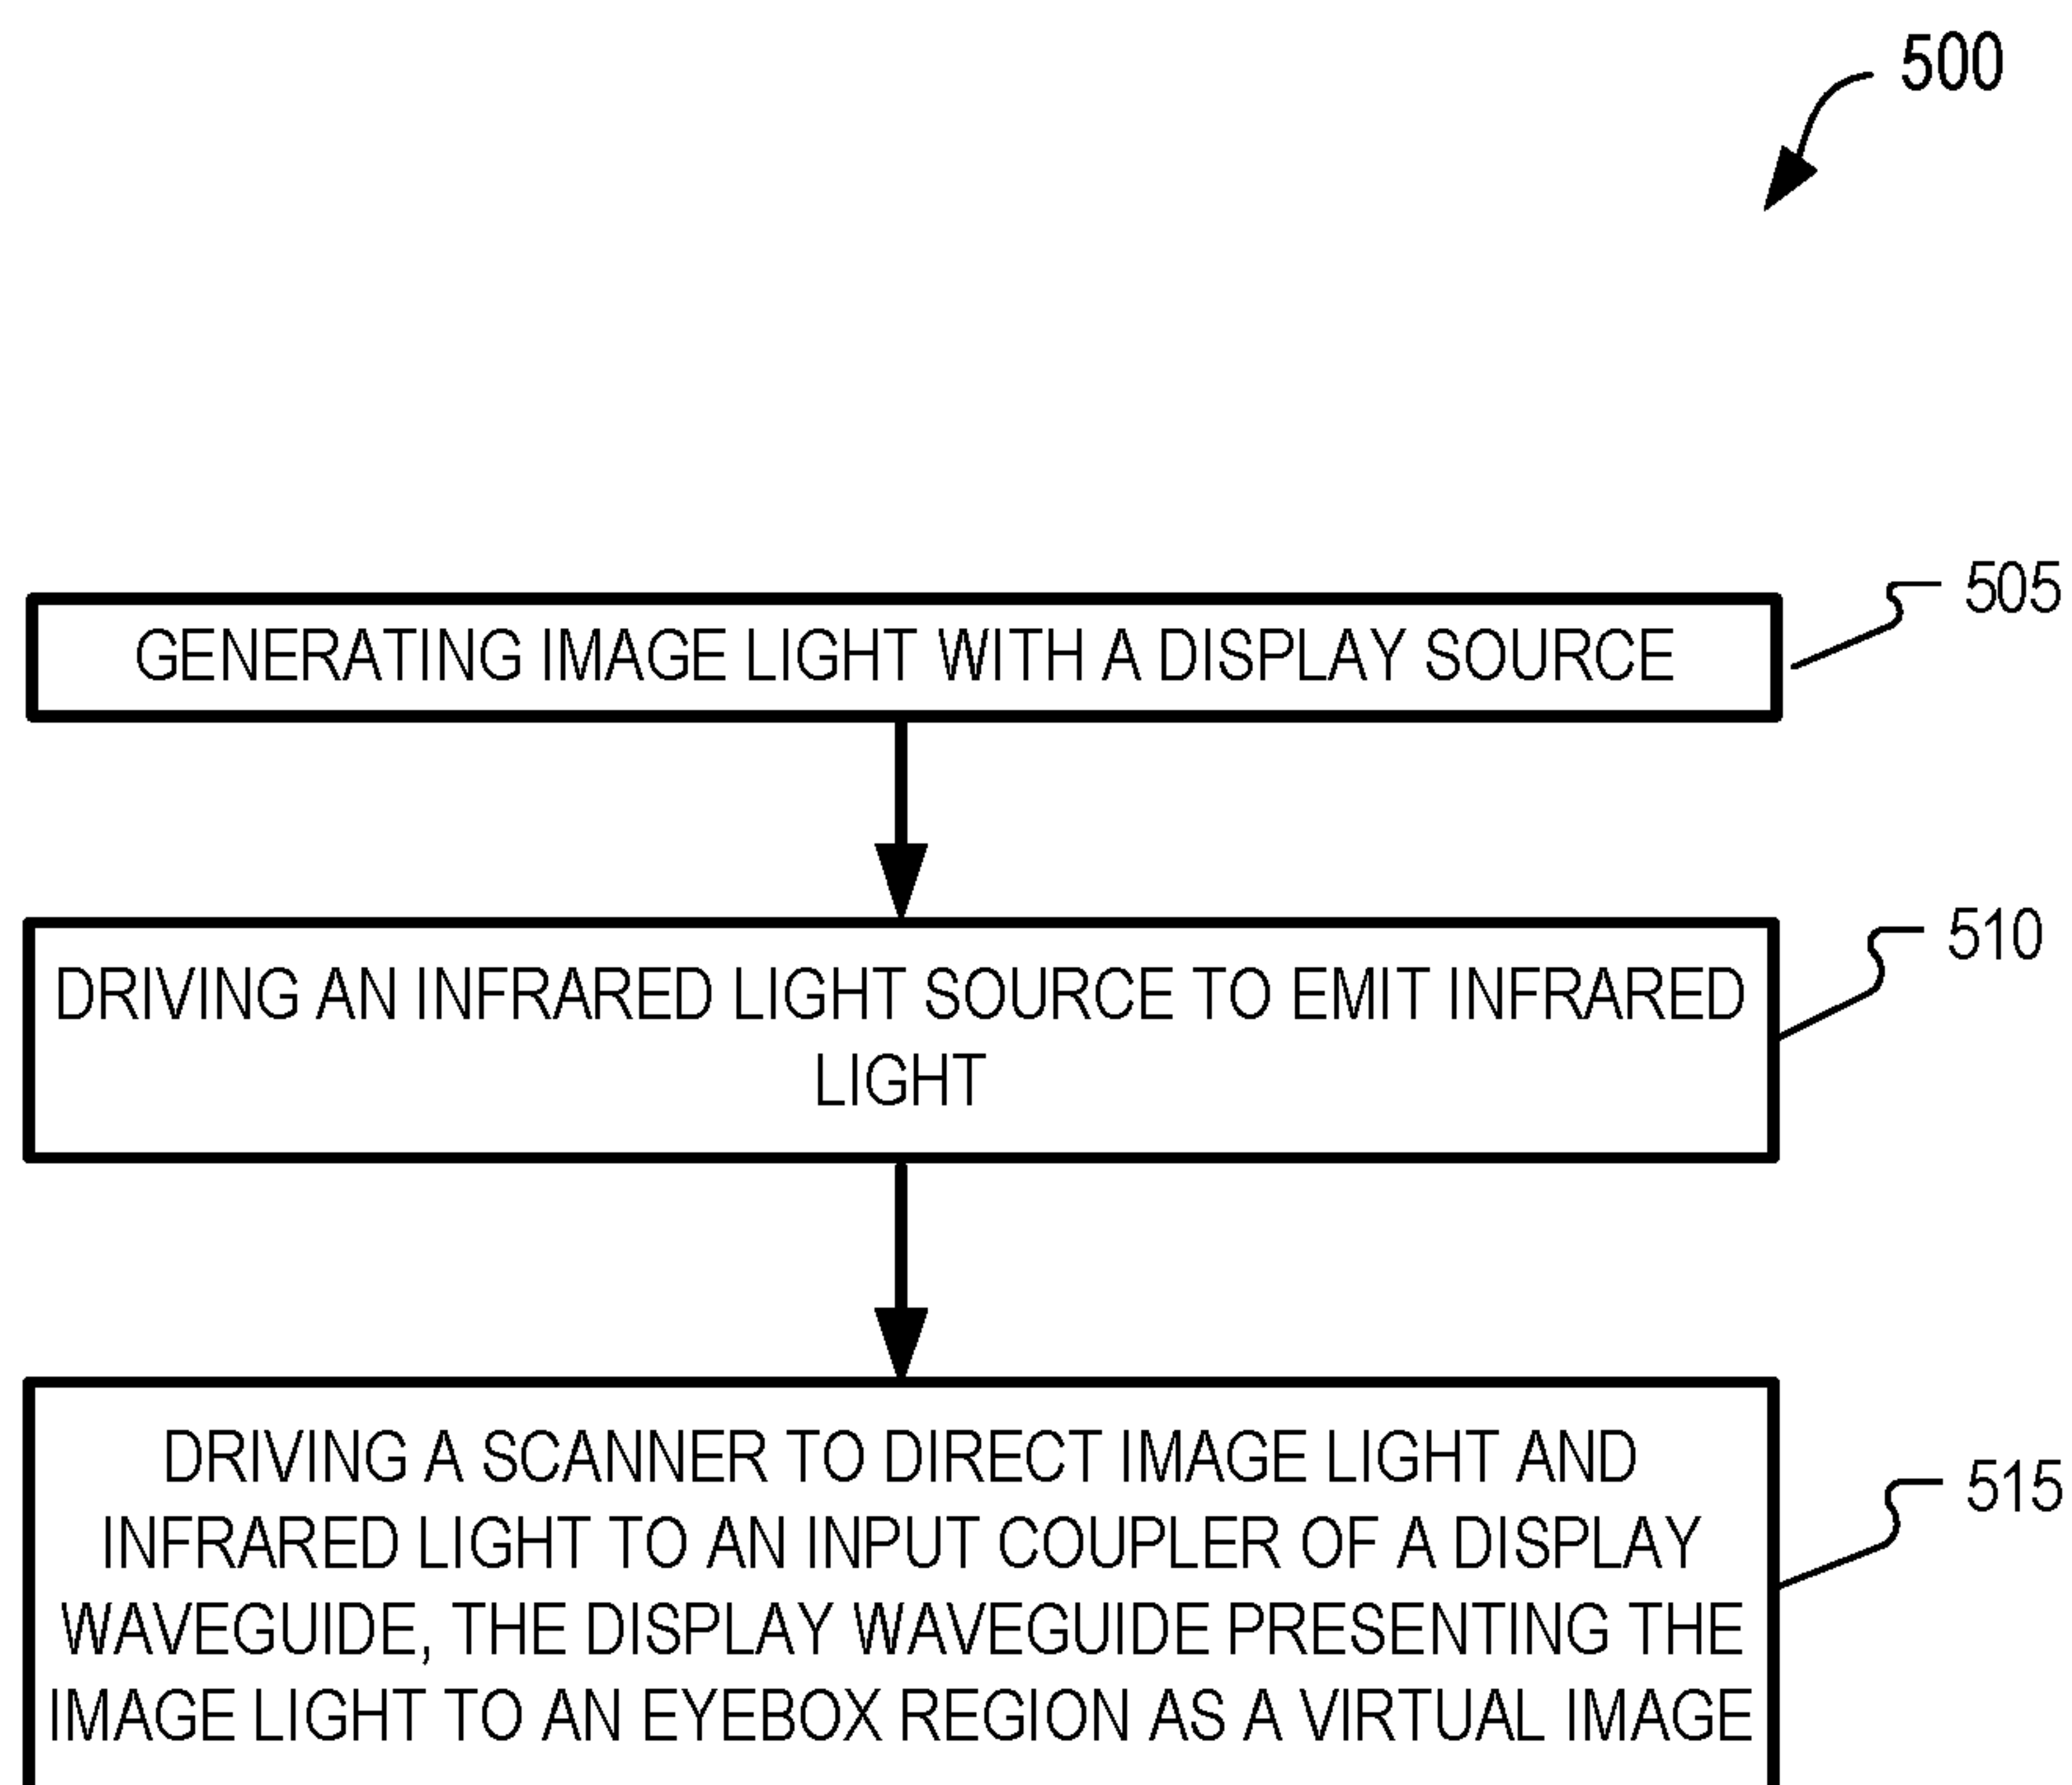 500
505
GENERATING IMAGE LIGHT WITH A DISPLAY SOURCE
510
DRIVING AN INFRARED LIGHT SOURCE TO EMIT INFRARED
LIGHT
DRIVING A SCANNER TO DIRECT IMAGE LIGHT AND
515
INFRARED LIGHT TO AN INPUT COUPLER OF A DISPLAY
WAVEGUIDE, THE DISPLAY WAVEGUIDE PRESENTING THE
IMAGE LIGHT TO AN EYEBOX REGION AS A VIRTUAL IMAGE